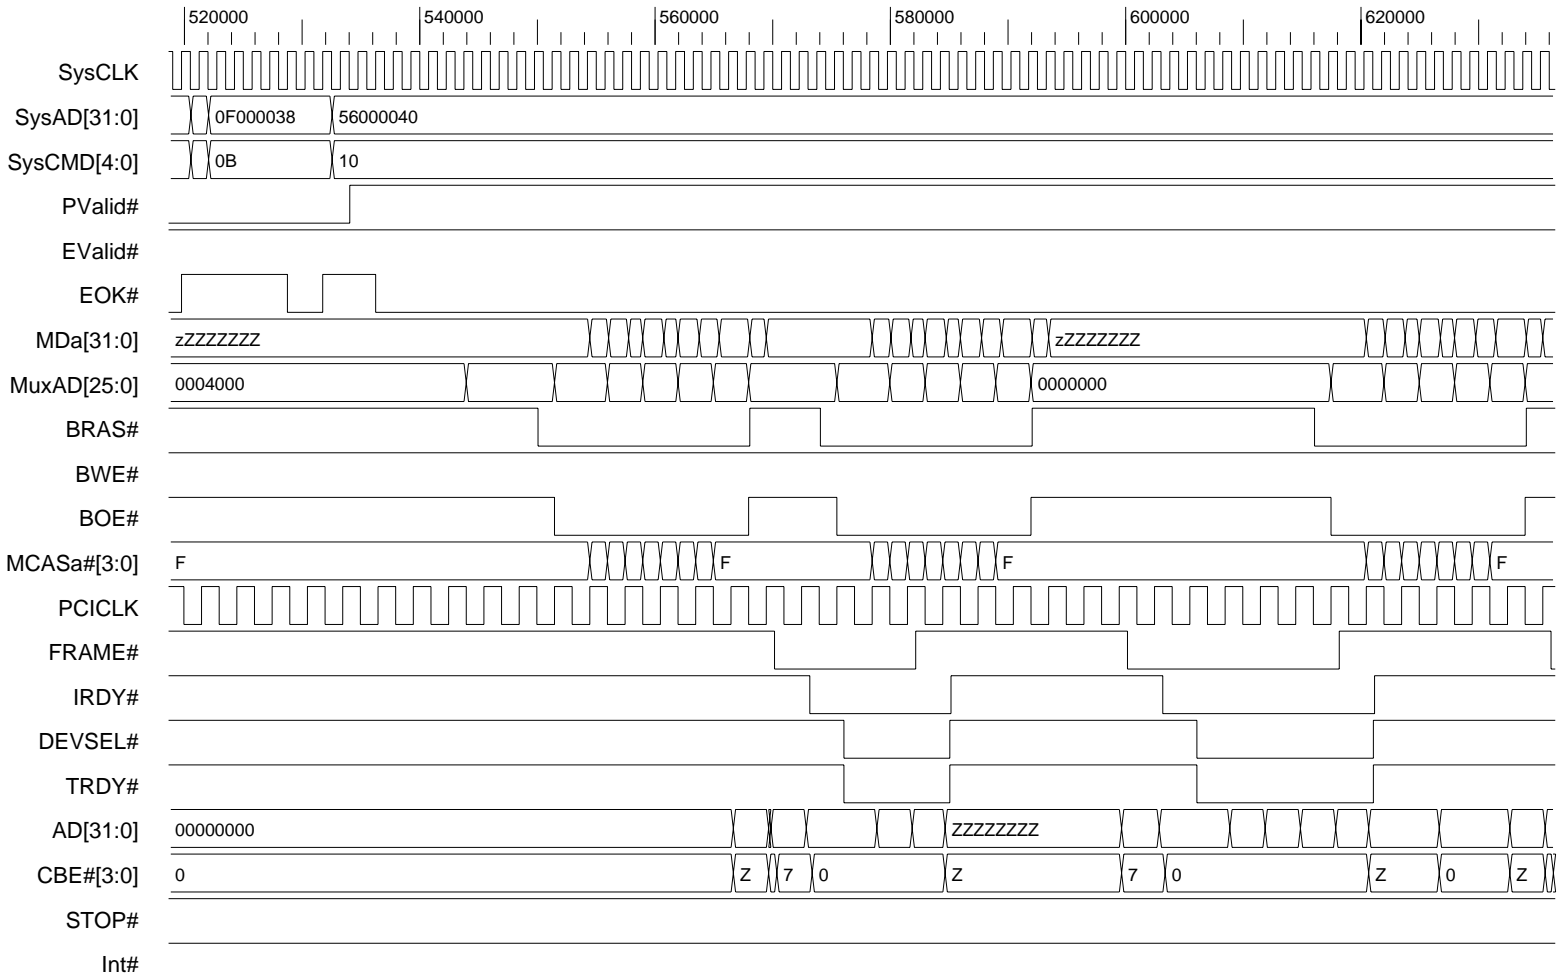 520000 540000 560000 580000 600000 620000
SysCLK
SysAD[31:0] 0F000038 56000040
SysCMD[4:0] 0B 10
PValid#
EValid#
EOK#
MDa[31:0] zZZZZZZZ zZZZZZZZ
MuxAD[25:0] 0004000 0000000
BRAS#
BWE#
BOE#
MCASa#[3:0] F F F F
PCICLK
FRAME#
IRDY#
DEVSEL#
TRDY#
AD[31:0] 00000000 ZZZZZZZZ
CBE#[3:0] 0 Z 7 0 Z 7 0 Z 0 Z
STOP#
Int#